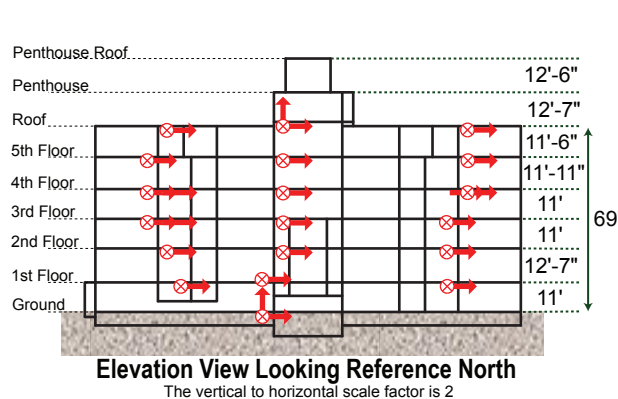 Penthouse Roof
12'-6"
Penthouse
12'-7"
Roof
11'-6"
5th Floor
11'-11"
4th Floor
11'
3rd Floor
69
11'
2nd Floor
12'-7"
1st Floor
11'
Ground
Elevation View Looking Reference North
The vertical to horizontal scale factor is 2